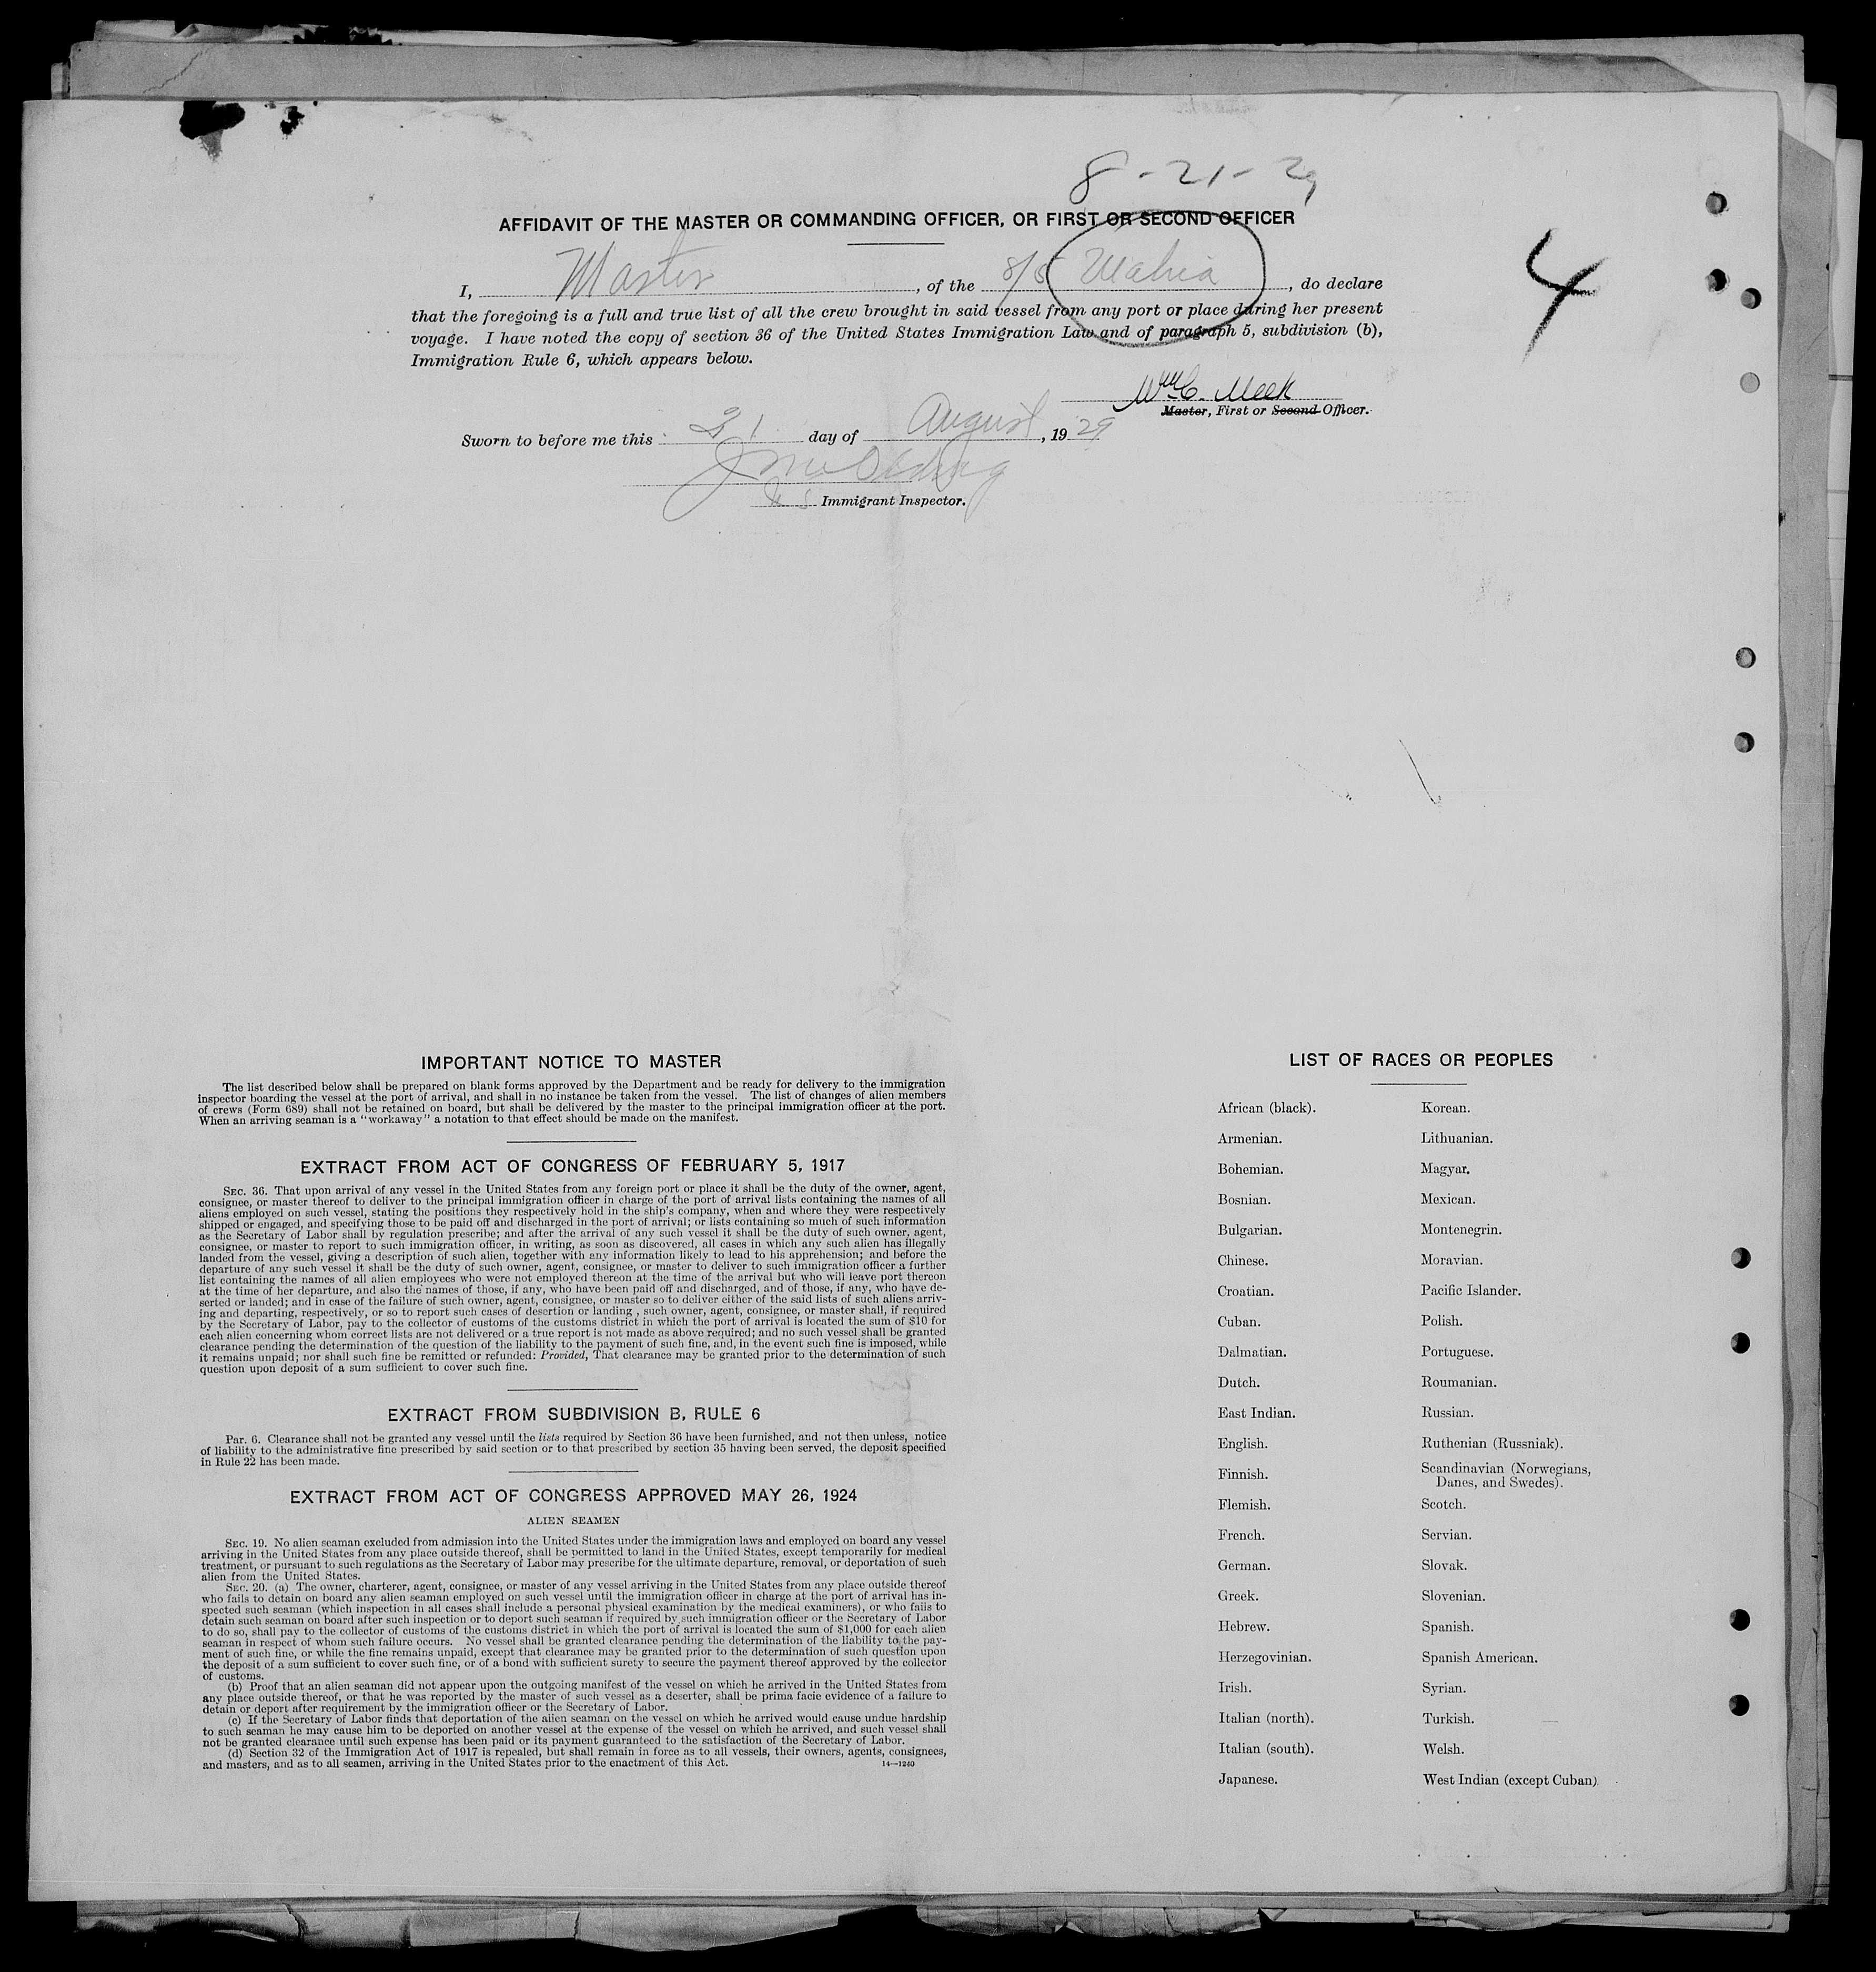 8-21-29
AFFIDAVIT OF THE MASTER OR COMMANDING OFFICER, OR FIRST OR SECOND OFFICER
4
I, Master, of the S/S Mahia, do declare
that the foregoing is a full and true list of all the crew brought in said vessel from any port or place during her present
voyage. I have noted the copy of section 36 of the United States Immigration Law and of paragraph 5, subdivision (b),
Immigration Rule 6, which appears below.
Wm C. Meek
Master, First or Second Officer.
Sworn to before me this 21 day of August, 1929
Immigrant Inspector.
IMPORTANT NOTICE TO MASTER
The list described below shall be prepared on blank forms approved by the Department and be ready for delivery to the immigration
inspector boarding the vessel at the port of arrival, and shall in no instance be taken from the vessel. The list of changes of alien members
of crews (Form 689) shall not be retained on board, but shall be delivered by the master to the principal immigration officer at the port.
When an arriving seaman is a "workaway" a notation to that effect should be made on the manifest.
EXTRACT FROM ACT OF CONGRESS OF FEBRUARY 5, 1917
SEC. 36. That upon arrival of any vessel in the United States from any foreign port or place it shall be the duty of the owner, agent,
consignee, or master thereof to deliver to the principal immigration officer in charge of the port of arrival lists containing the names of all
aliens employed on such vessel, stating the positions they respectively hold in the ship's company, when and where they were respectively
shipped or engaged, and specifying those to be paid off and discharged in the port of arrival; or lists containing so much of such information
as the Secretary of Labor shall by regulation prescribe; and after the arrival of any such vessel it shall be the duty of such owner, agent,
consignee, or master to report to such immigration officer, in writing, as soon as discovered, all cases in which any such alien has illegally
landed from the vessel, giving a description of such alien, together with any information likely to lead to his apprehension; and before the
departure of any such vessel it shall be the duty of such owner, agent, consignee, or master to deliver to such immigration officer a further
list containing the names of all alien employees who were not employed thereon at the time of the arrival but who will leave port thereon
at the time of her departure, and also the names of those, if any, who have been paid off and discharged, and of those, if any, who have de-
serted or landed; and in case of the failure of such owner, agent, consignee, or master so to deliver either of the said lists of such aliens arriv-
ing and departing, respectively, or so to report such cases of desertion or landing, such owner, agent, consignee, or master shall, if required
by the Secretary of Labor, pay to the collector of customs of the customs district in which the port of arrival is located the sum of $10 for
each alien concerning whom correct lists are not delivered or a true report is not made as above required; and no such vessel shall be granted
clearance pending the determination of the question of the liability to the payment of such fine, and, in the event such fine is imposed, while
it remains unpaid; nor shall such fine be remitted or refunded: Provided, That clearance may be granted prior to the determination of such
question upon deposit of a sum sufficient to cover such fine.
EXTRACT FROM SUBDIVISION B, RULE 6
Par. 6. Clearance shall not be granted any vessel until the lists required by Section 36 have been furnished, and not then unless, notice
of liability to the administrative fine prescribed by said section or to that prescribed by section 35 having been served, the deposit specified
in Rule 22 has been made.
EXTRACT FROM ACT OF CONGRESS APPROVED MAY 26, 1924
ALIEN SEAMEN
SEC. 19. No alien seaman excluded from admission into the United States under the immigration laws and employed on board any vessel
arriving in the United States from any place outside thereof, shall be permitted to land in the United States, except temporarily for medical
treatment, or pursuant to such regulations as the Secretary of Labor may prescribe for the ultimate departure, removal, or deportation of such
alien from the United States.
SEC. 20. (a) The owner, charterer, agent, consignee, or master of any vessel arriving in the United States from any place outside thereof
who fails to detain on board any alien seaman employed on such vessel until the immigration officer in charge at the port of arrival has in-
spected such seaman (which inspection in all cases shall include a personal physical examination by the medical examiners), or who fails to
detain such seaman on board after such inspection or to deport such seaman if required by such immigration officer or the Secretary of Labor
to do so, shall pay to the collector of customs of the customs district in which the port of arrival is located the sum of $1,000 for each alien
seaman in respect of whom such failure occurs. No vessel shall be granted clearance pending the determination of the liability to the pay-
ment of such fine, or while the fine remains unpaid, except that clearance may be granted prior to the determination of such question upon
the deposit of a sum sufficient to cover such fine, or of a bond with sufficient surety to secure the payment thereof approved by the collector
of customs.
(b) Proof that an alien seaman did not appear upon the outgoing manifest of the vessel on which he arrived in the United States from
any place outside thereof, or that he was reported by the master of such vessel as a deserter, shall be prima facie evidence of a failure to
detain or deport after requirement by the immigration officer or the Secretary of Labor.
(c) If the Secretary of Labor finds that deportation of the alien seaman on the vessel on which he arrived would cause undue hardship
to such seaman he may cause him to be deported on another vessel at the expense of the vessel on which he arrived, and such vessel shall
not be granted clearance until such expense has been paid or its payment guaranteed to the satisfaction of the Secretary of Labor.
(d) Section 32 of the Immigration Act of 1917 is repealed, but shall remain in force as to all vessels, their owners, agents, consignees,
and masters, and as to all seamen, arriving in the United States prior to the enactment of this Act.
14—1260
LIST OF RACES OR PEOPLES
African (black). Korean.
Armenian. Lithuanian.
Bohemian. Magyar.
Bosnian. Mexican.
Bulgarian. Montenegrin.
Chinese. Moravian.
Croatian. Pacific Islander.
Cuban. Polish.
Dalmatian. Portuguese.
Dutch. Roumanian.
East Indian. Russian.
English. Ruthenian (Russniak).
Finnish. Scandinavian (Norwegians,
Danes, and Swedes).
Flemish. Scotch.
French. Servian.
German. Slovak.
Greek. Slovenian.
Hebrew. Spanish.
Herzegovinian. Spanish American.
Irish. Syrian.
Italian (north). Turkish.
Italian (south). Welsh.
Japanese. West Indian (except Cuban).